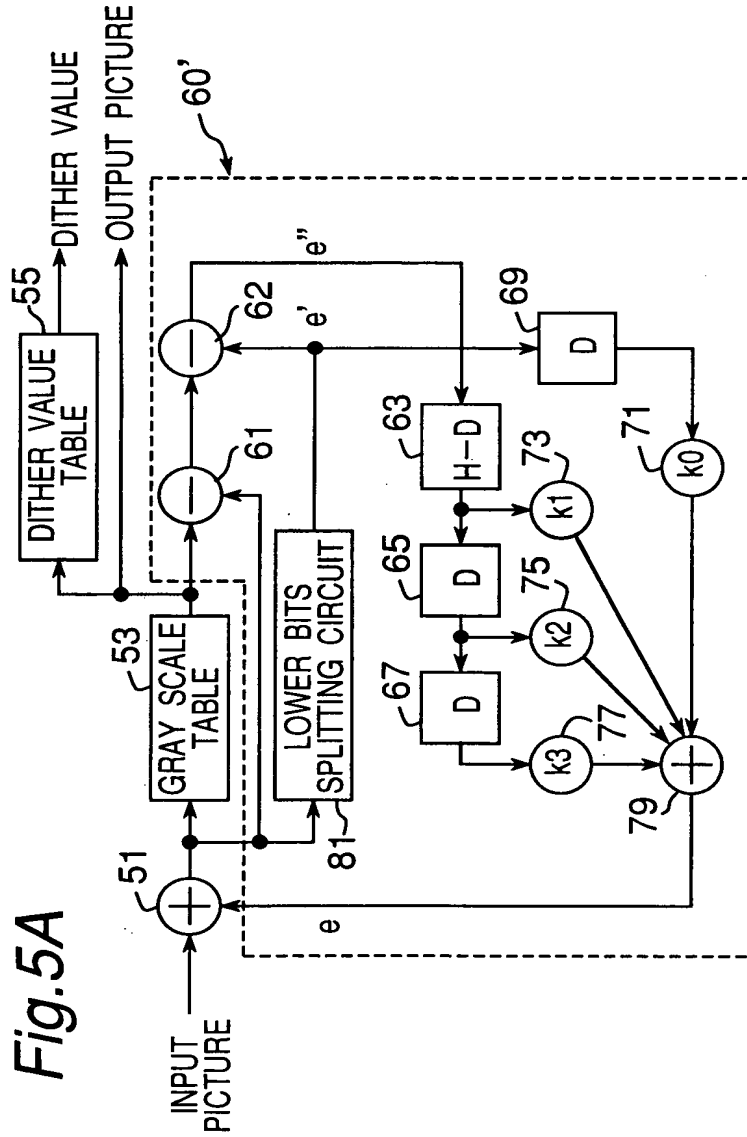 Fig.5A
INPUT
PICTURE
51
+
GRAY SCALE
TABLE
53
DITHER VALUE
TABLE
55
DITHER VALUE
OUTPUT PICTURE
60'
61
−
62
−
e''
e'
LOWER BITS
SPLITTING CIRCUIT
81
63
H-D
65
D
67
D
69
D
71
k0
73
k1
75
k2
77
k3
79
+
e